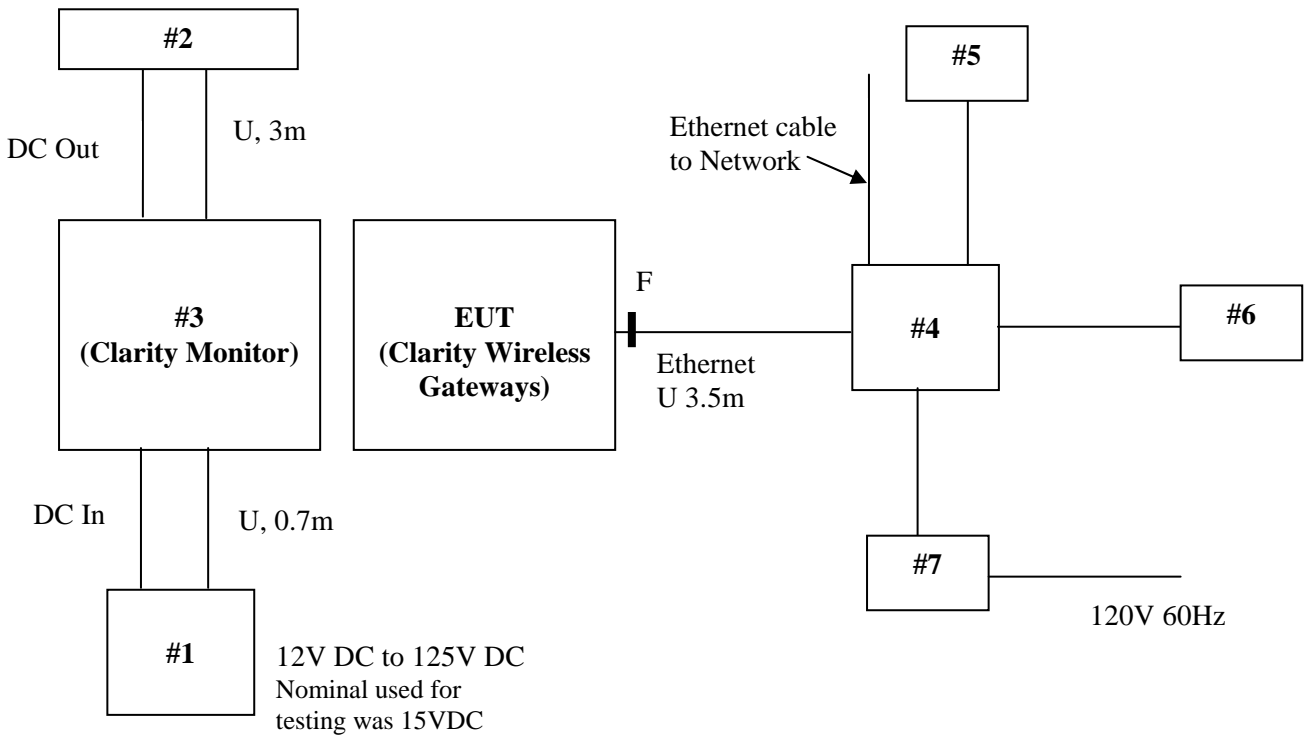 #2
DC Out
U, 3m
#3
(Clarity Monitor)
DC In
U, 0.7m
#1
12V DC to 125V DC
Nominal used for
testing was 15VDC
EUT
(Clarity Wireless
Gateways)
F
Ethernet
U 3.5m
Ethernet cable
to Network
#5
#4
#6
#7
120V 60Hz